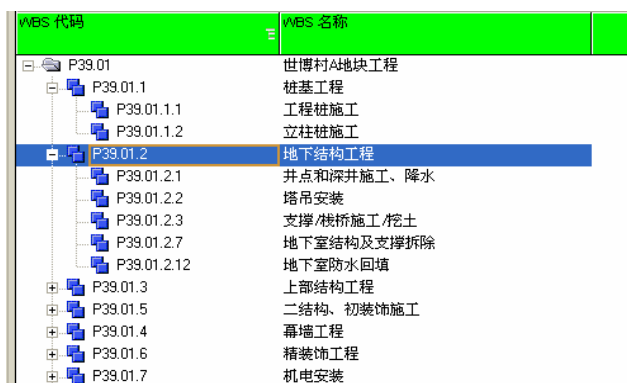 WBS 代码 WBS 名称
P39.01 世博村A地块工程
P39.01.1 桩基工程
P39.01.1.1 工程桩施工
P39.01.1.2 立柱桩施工
P39.01.2 地下结构工程
P39.01.2.1 井点和深井施工、降水
P39.01.2.2 塔吊安装
P39.01.2.3 支撑/栈桥施工/挖土
P39.01.2.7 地下室结构及支撑拆除
P39.01.2.12 地下室防水回填
P39.01.3 上部结构工程
P39.01.5 二结构、初装饰施工
P39.01.4 幕墙工程
P39.01.6 精装饰工程
P39.01.7 机电安装